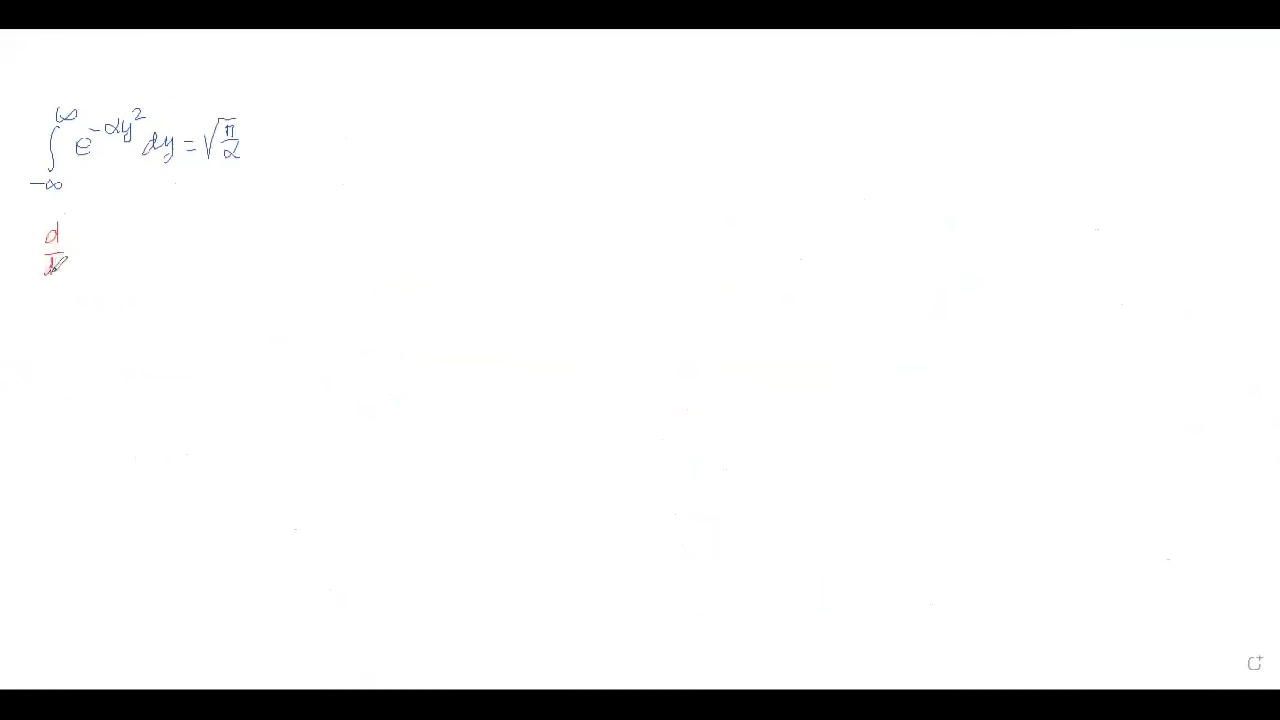 ∫_{-∞}^{∞} e^{-αy²} dy = √(π/α)
d/d